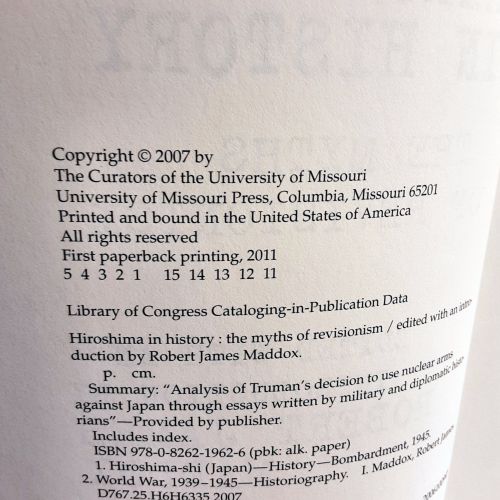 Copyright © 2007 by
The Curators of the University of Missouri
University of Missouri Press, Columbia, Missouri 65201
Printed and bound in the United States of America
All rights reserved
First paperback printing, 2011
5 4 3 2 1 15 14 13 12 11
Library of Congress Cataloging-in-Publication Data
Hiroshima in history : the myths of revisionism / edited with an intro-
duction by Robert James Maddox.
p. cm.
Summary: “Analysis of Truman’s decision to use nuclear arms
against Japan through essays written by military and diplomatic histo-
rians”—Provided by publisher.
Includes index.
ISBN 978-0-8262-1962-6 (pbk: alk. paper)
1. Hiroshima-shi (Japan)—History—Bombardment, 1945.
2. World War, 1939–1945—Historiography. I. Maddox, Robert James
D767.25.H6H6335 2007